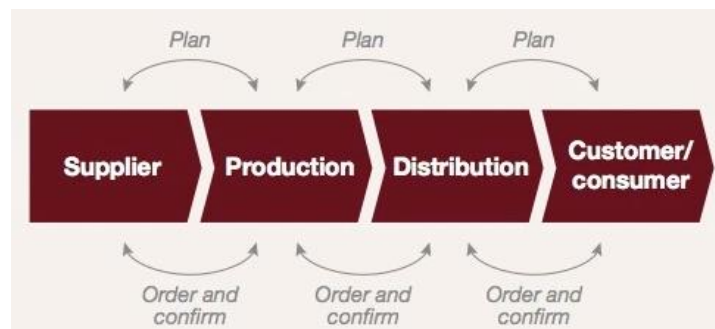 Plan
Plan
Plan
Supplier
Production
Distribution
Customer/
consumer
Order and
confirm
Order and
confirm
Order and
confirm